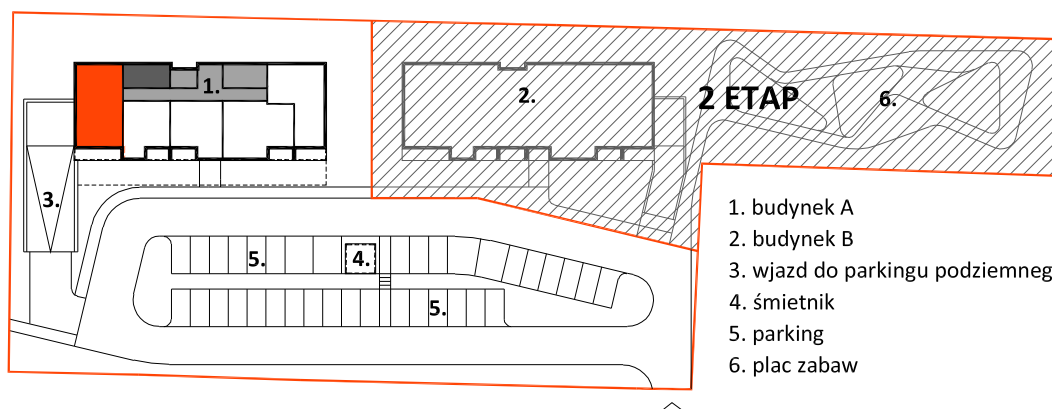 1.
2.
2 ETAP
6.
3.
5.
4.
5.
1. budynek A
2. budynek B
3. wjazd do parkingu podziemneg
4. śmietnik
5. parking
6. plac zabaw